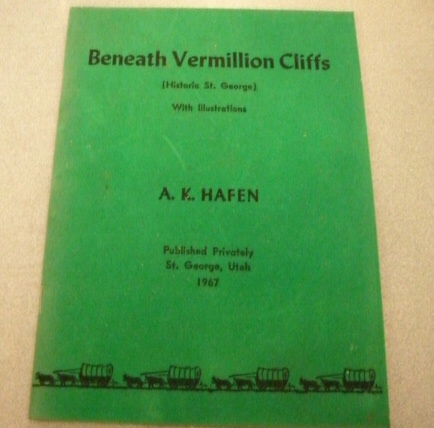 Beneath Vermillion Cliffs
(Historic St. George)
With Illustrations
A. K. HAFEN
Published Privately
St. George, Utah
1967